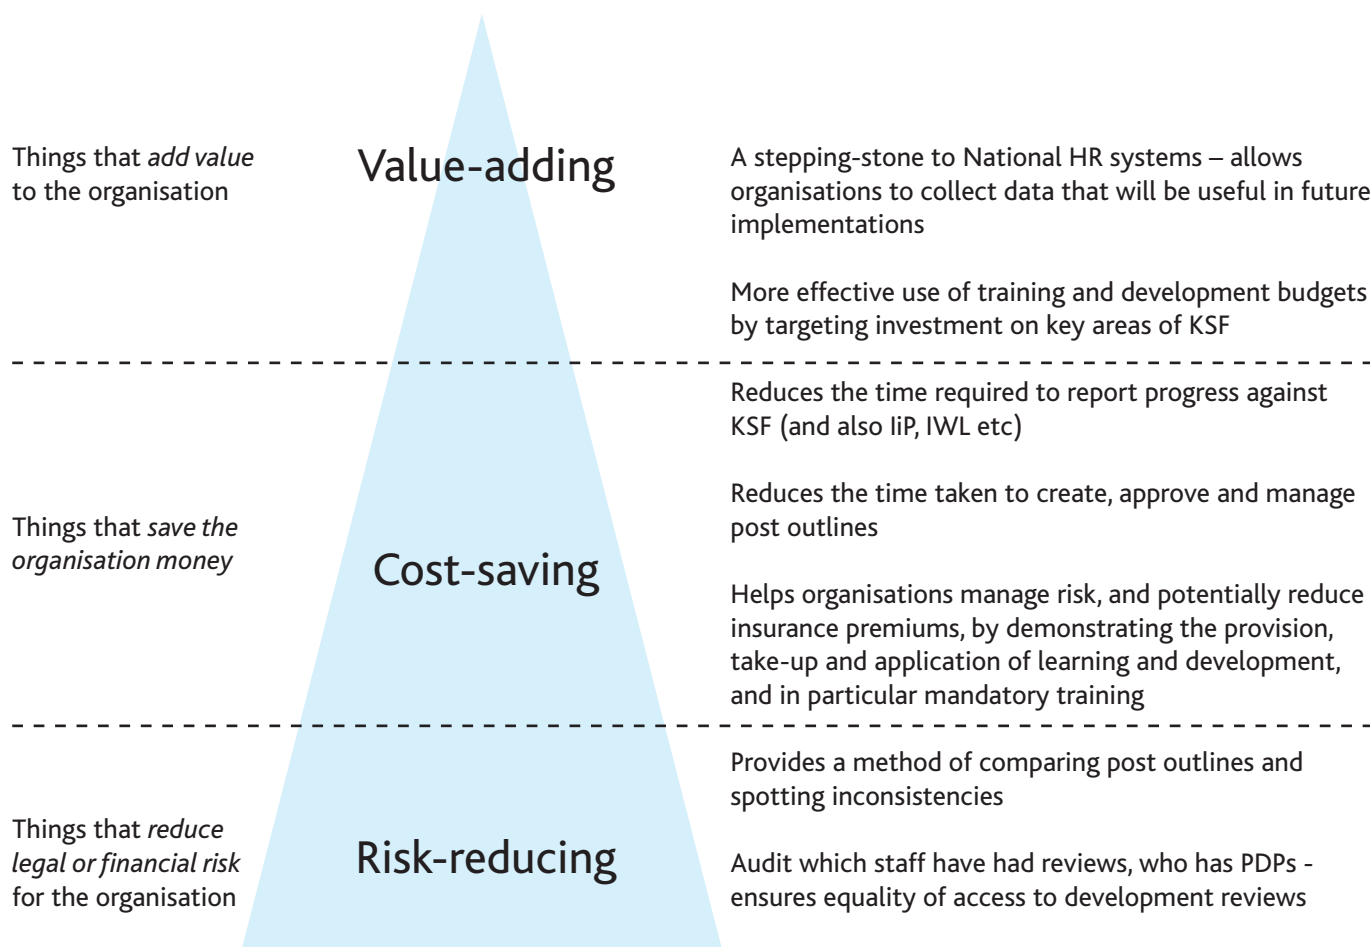 Things that add value
to the organisation
Value-adding
A stepping-stone to National HR systems – allows
organisations to collect data that will be useful in future
implementations
More effective use of training and development budgets
by targeting investment on key areas of KSF
Things that save the
organisation money
Cost-saving
Reduces the time required to report progress against
KSF (and also IiP, IWL etc)
Reduces the time taken to create, approve and manage
post outlines
Helps organisations manage risk, and potentially reduce
insurance premiums, by demonstrating the provision,
take-up and application of learning and development,
and in particular mandatory training
Things that reduce
legal or financial risk
for the organisation
Risk-reducing
Provides a method of comparing post outlines and
spotting inconsistencies
Audit which staff have had reviews, who has PDPs -
ensures equality of access to development reviews